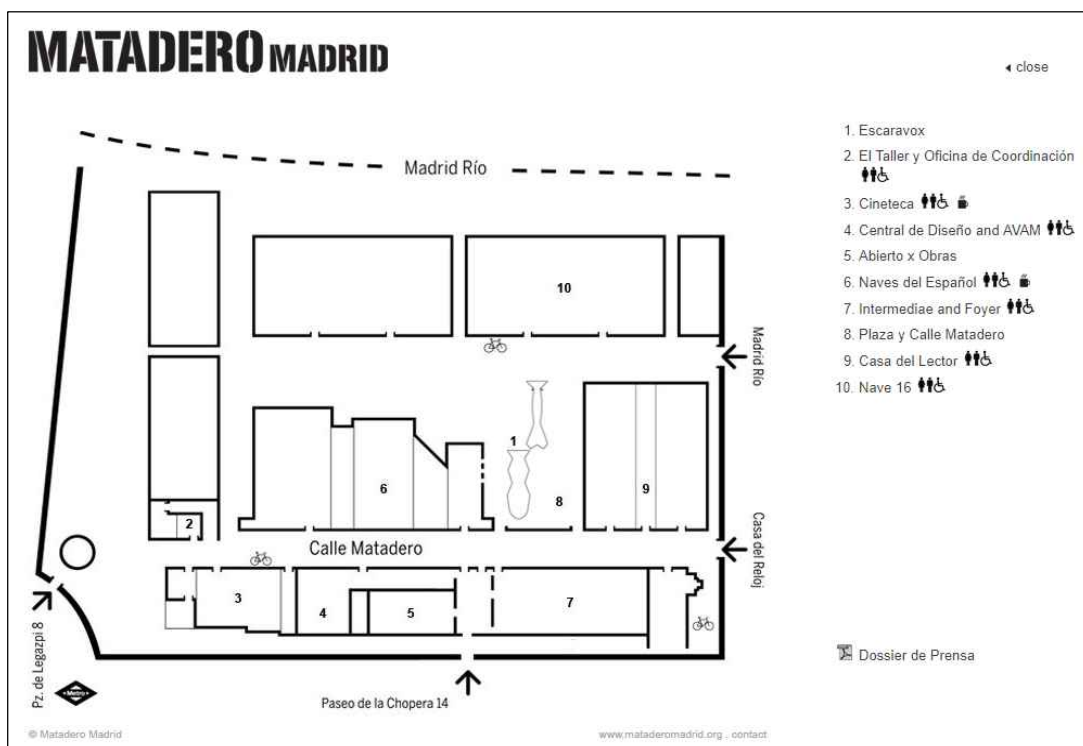 MATADERO MADRID
close
Madrid Río
1. Escaravox
2. El Taller y Oficina de Coordinación
3. Cineteca
4. Central de Diseño and AVAM
5. Abierto x Obras
6. Naves del Español
7. Intermediae and Foyer
8. Plaza y Calle Matadero
9. Casa del Lector
10. Nave 16
10
Madrid Río
1
6
8
9
2
Calle Matadero
Casa del Reloj
3
4
5
7
Pz. de Legazpi 8
Metro
Paseo de la Chopera 14
Dossier de Prensa
© Matadero Madrid
www.mataderomadrid.org . contact